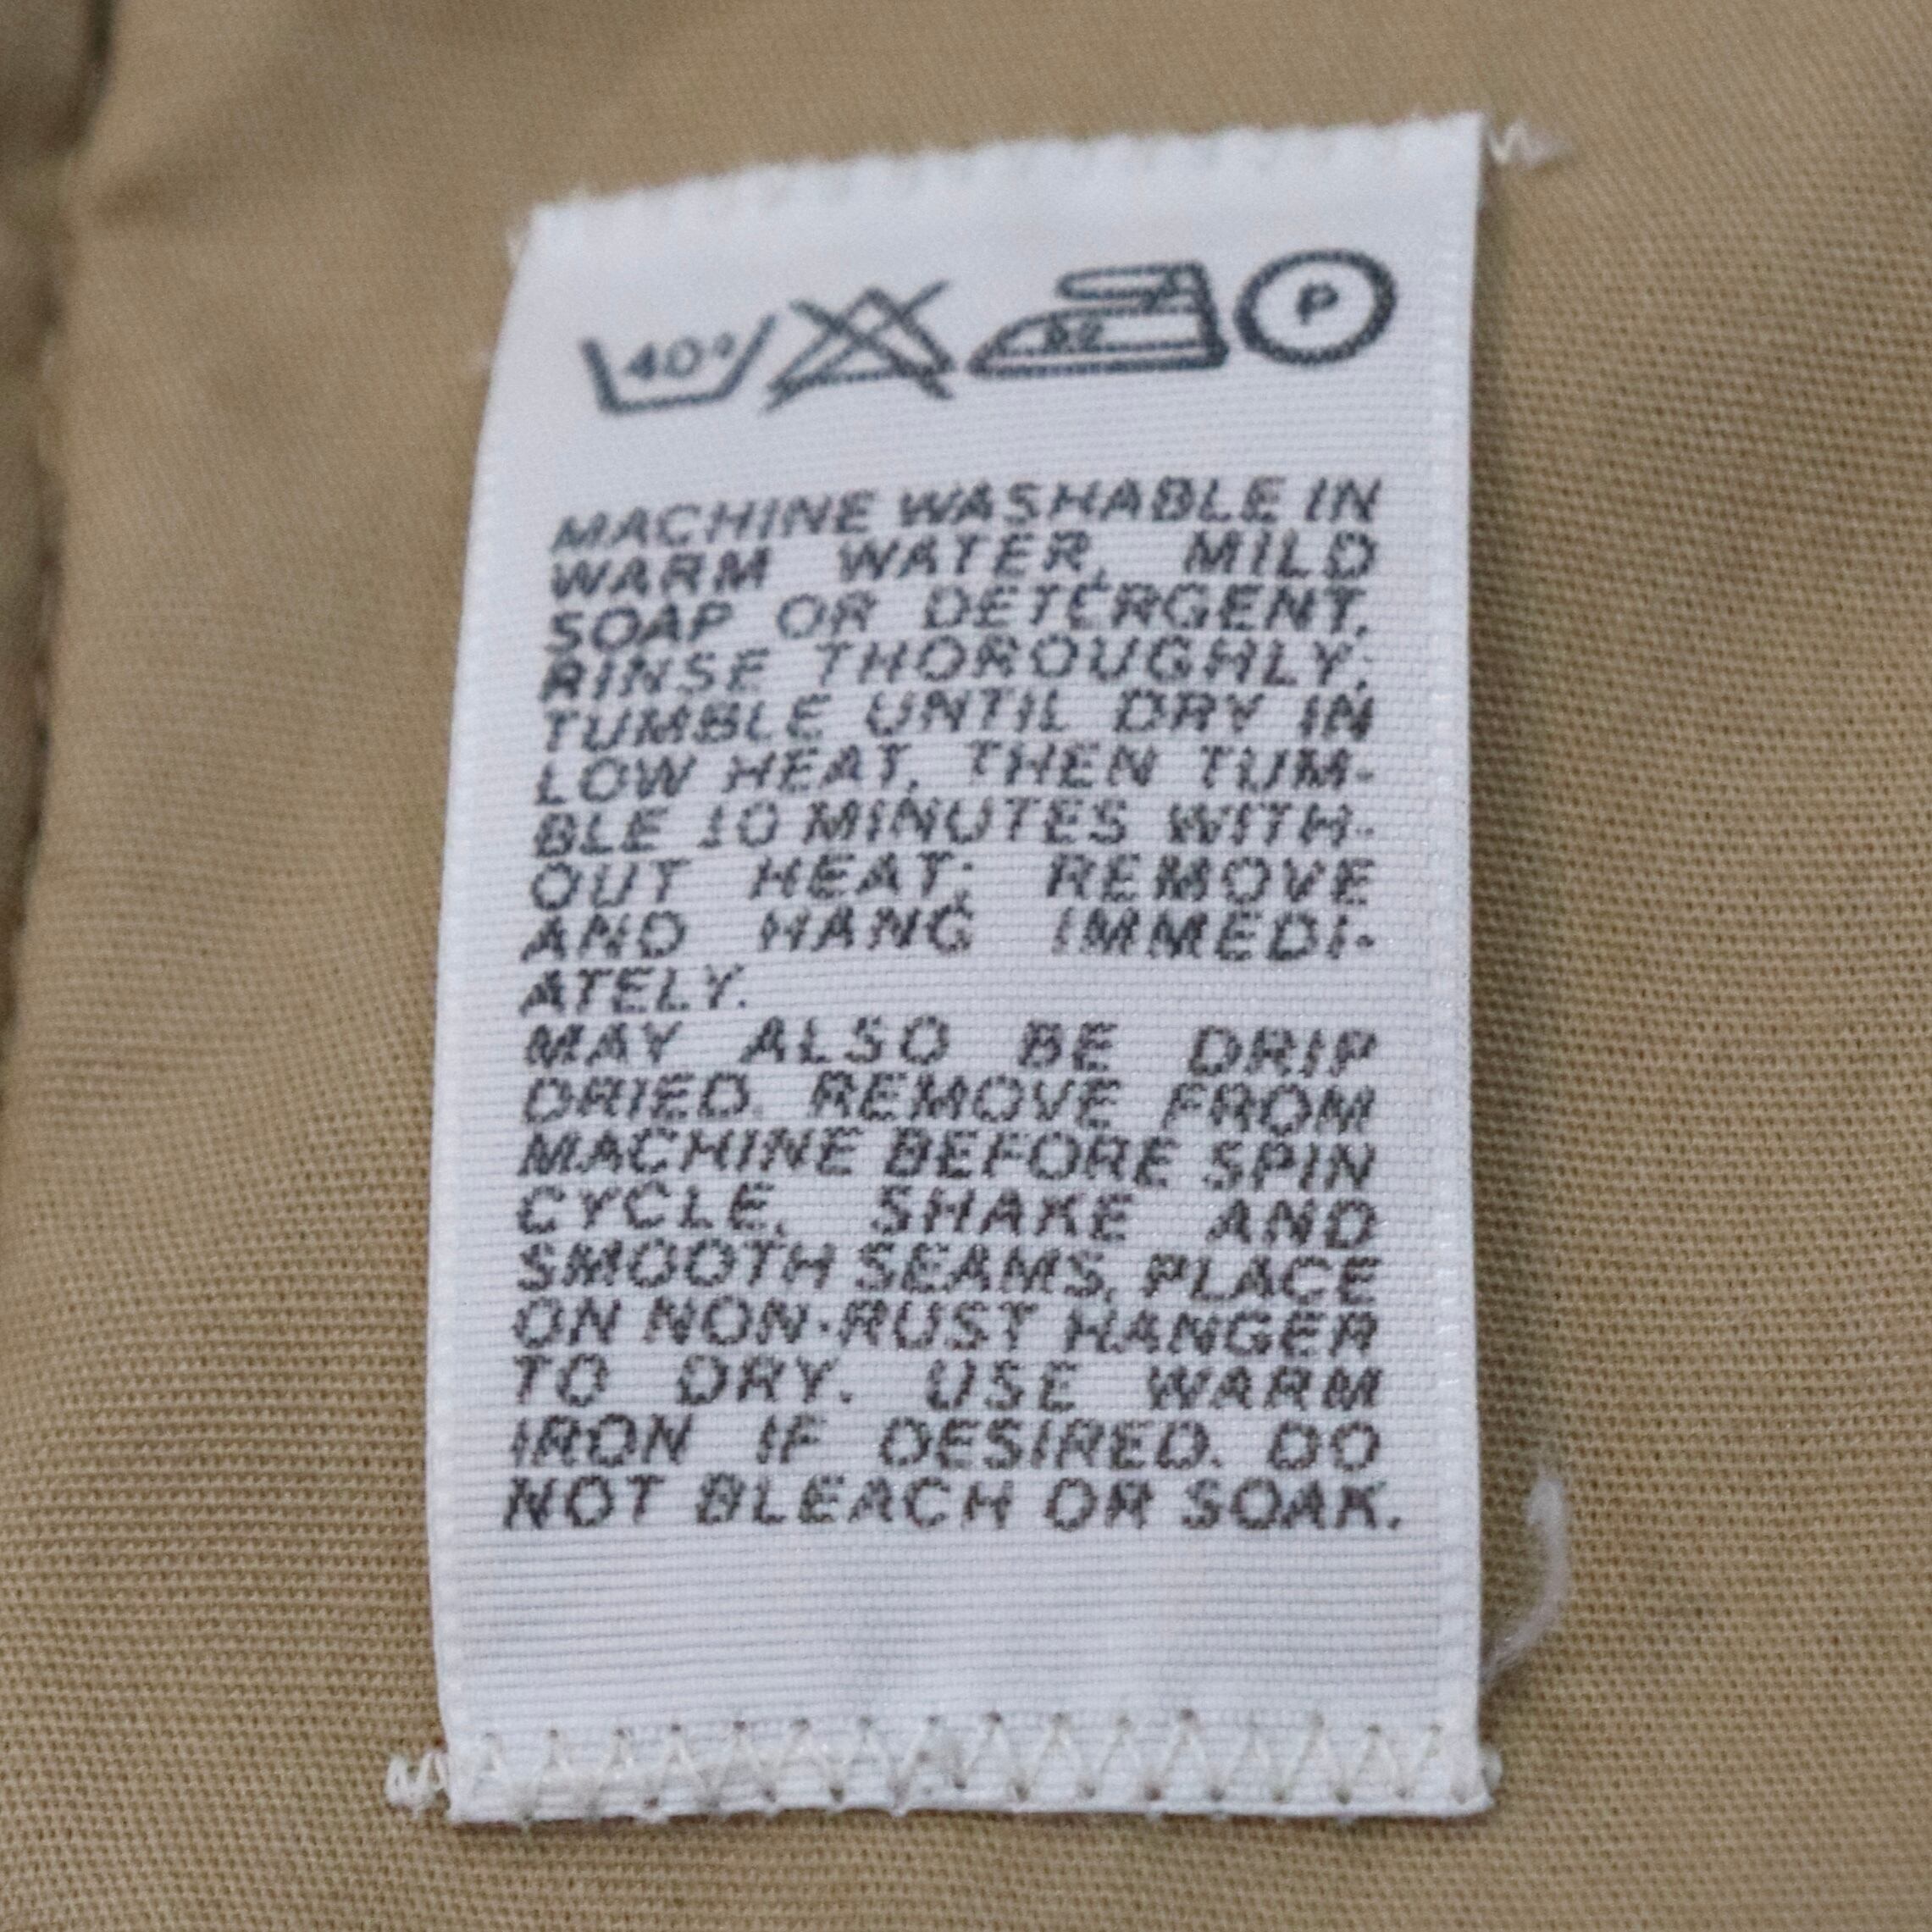 40°
P
MACHINE WASHABLE IN
WARM WATER, MILD
SOAP OR DETERGENT,
RINSE THOROUGHLY;
TUMBLE UNTIL DRY IN
LOW HEAT, THEN TUM-
BLE 10 MINUTES WITH-
OUT HEAT; REMOVE
AND HANG IMMEDI-
ATELY.
MAY ALSO BE DRIP
DRIED. REMOVE FROM
MACHINE BEFORE SPIN
CYCLE, SHAKE AND
SMOOTH SEAMS, PLACE
ON NON-RUST HANGER
TO DRY. USE WARM
IRON IF DESIRED. DO
NOT BLEACH OR SOAK.